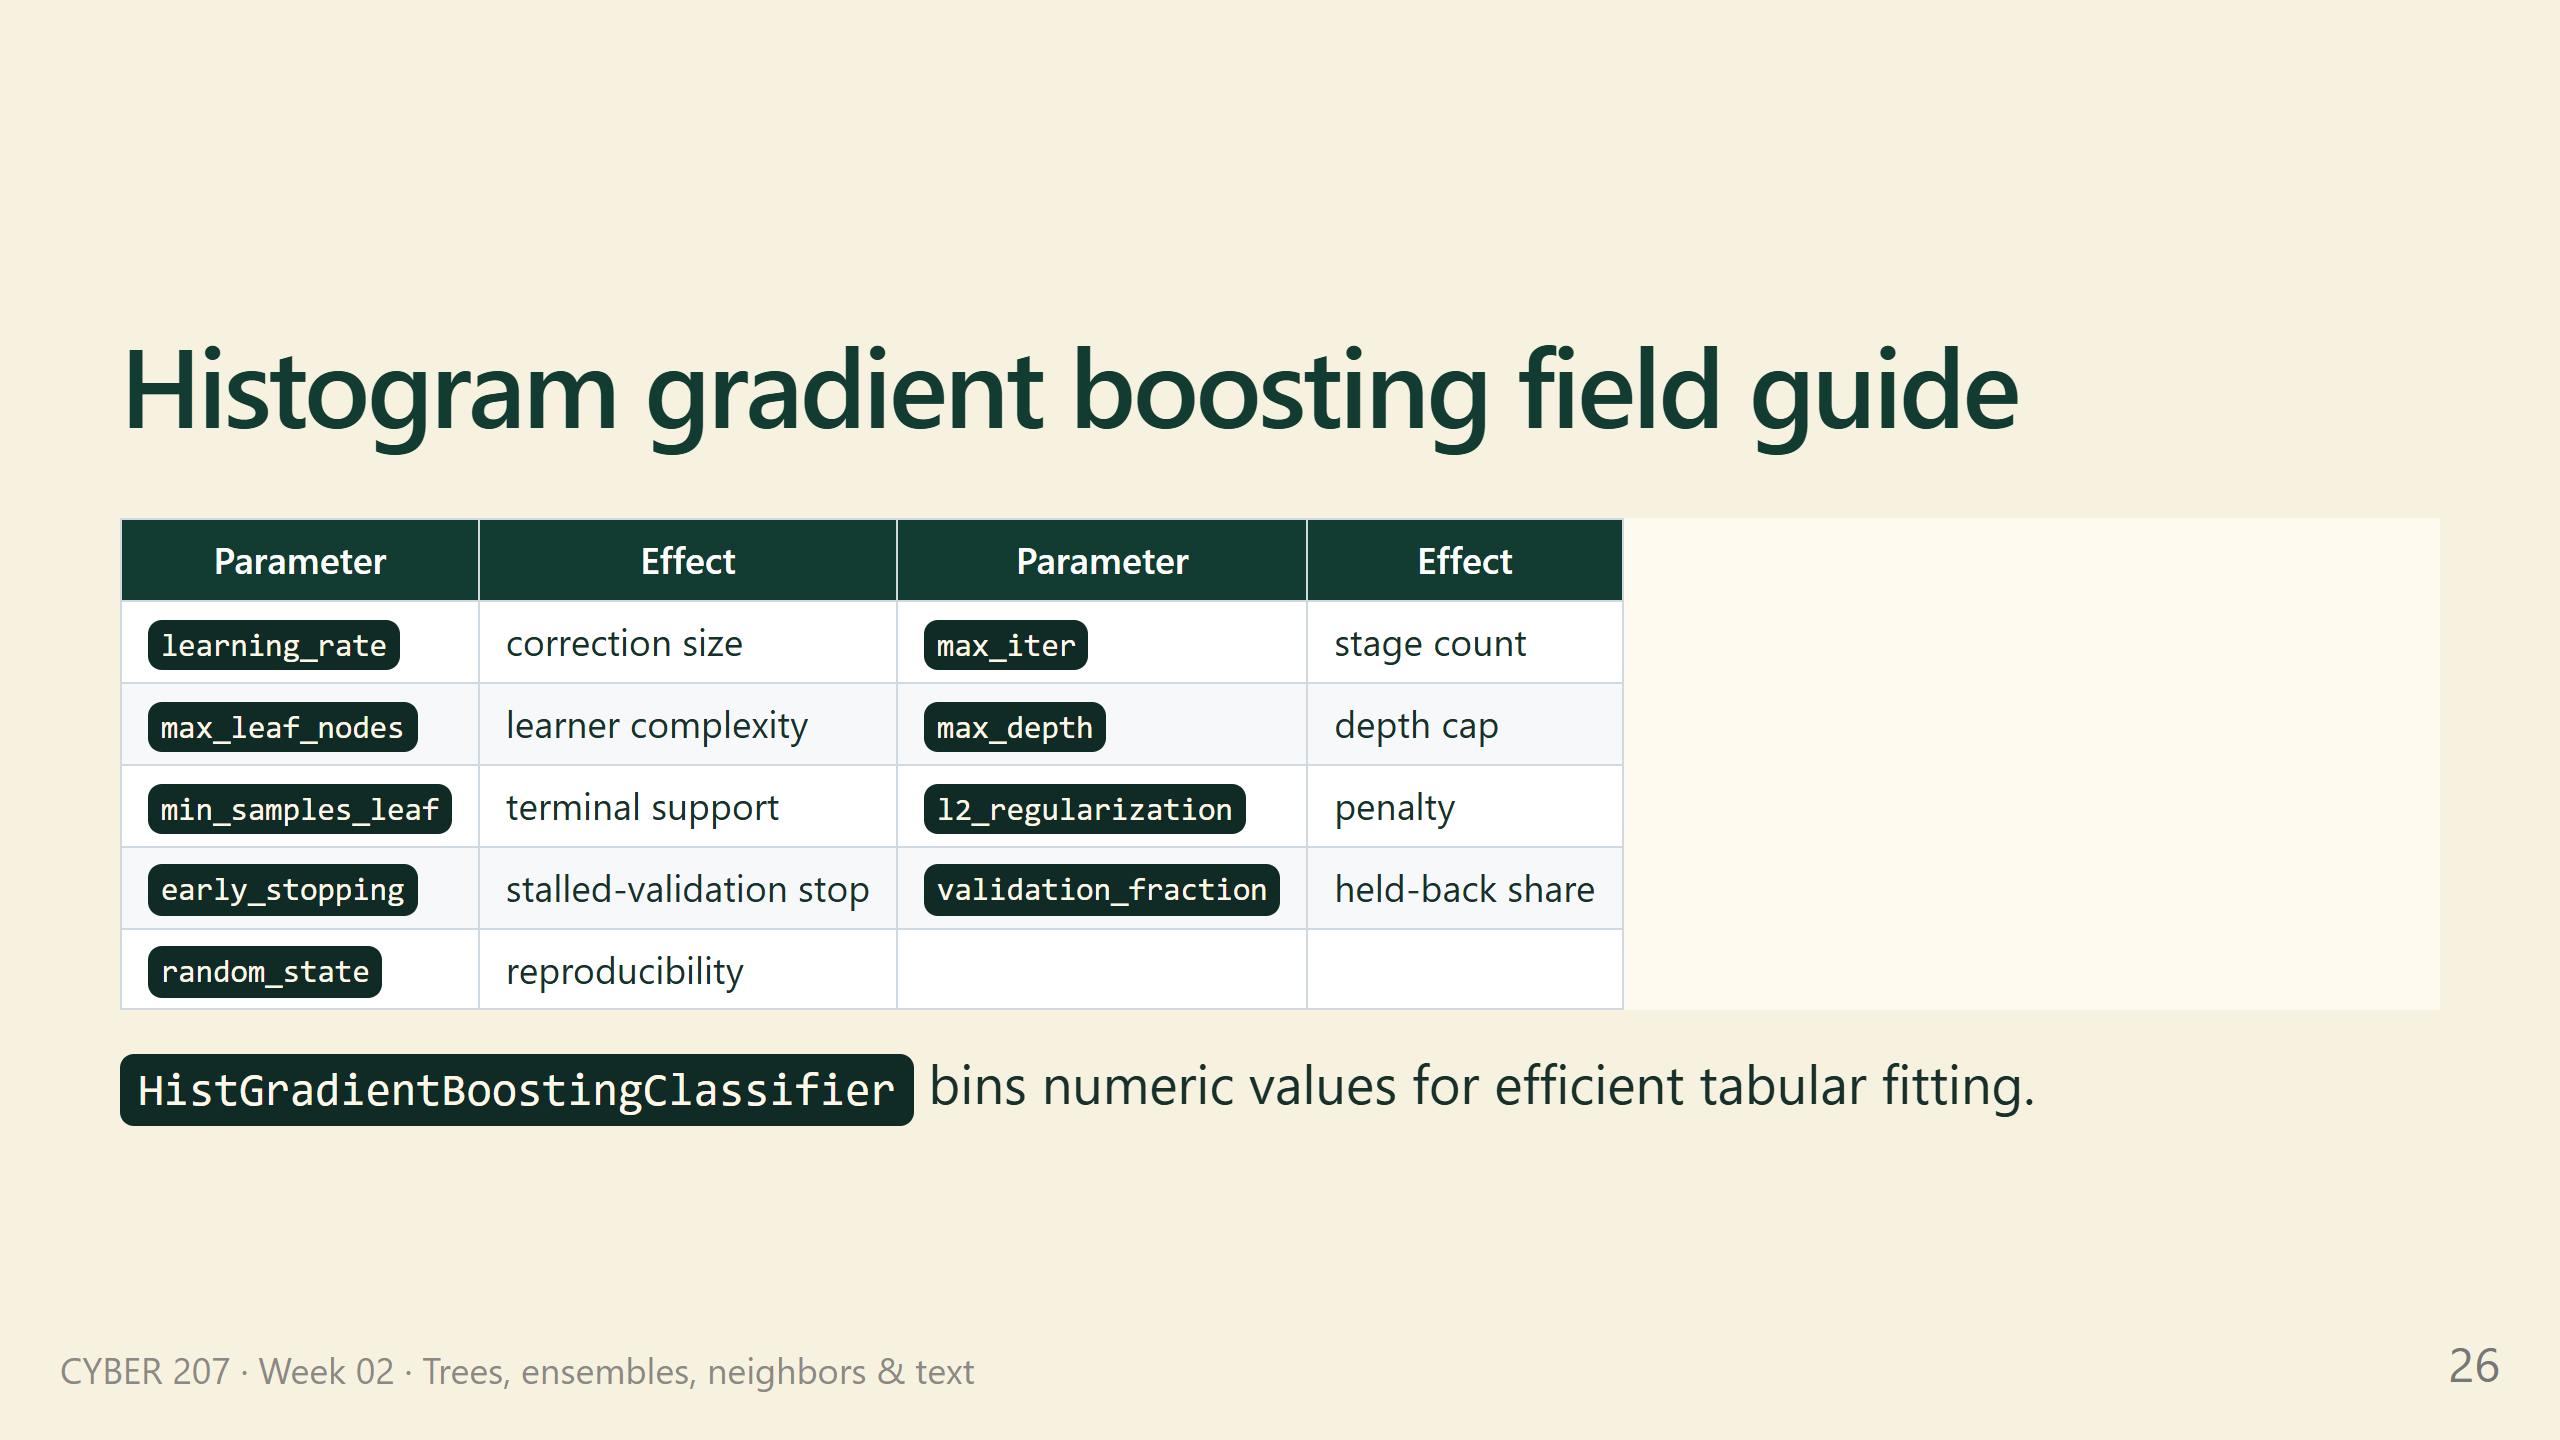 Histogram gradient boosting field guide
Parameter Effect Parameter Effect
learning_rate correction size max_iter stage count
max_leaf_nodes learner complexity max_depth depth cap
min_samples_leaf terminal support l2_regularization penalty
early_stopping stalled-validation stop validation_fraction held-back share
random_state reproducibility
HistGradientBoostingClassifier bins numeric values for efficient tabular fitting.
CYBER 207 · Week 02 · Trees, ensembles, neighbors & text
26